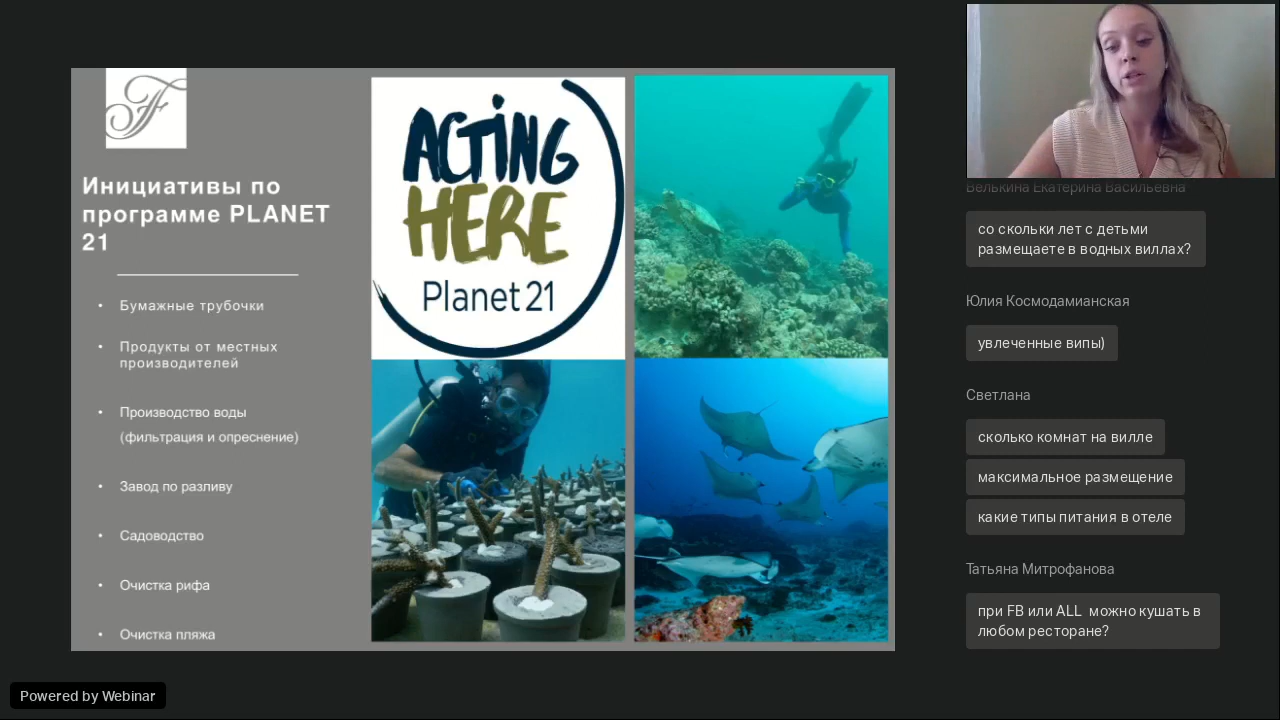 Инициативы по
программе PLANET
21
• Бумажные трубочки
• Продукты от местных
производителей
• Производство воды
(фильтрация и опреснение)
• Завод по разливу
• Садоводство
• Очистка рифа
• Очистка пляжа
ACTING
HERE
Planet 21
Велькина Екатерина Васильевна
со скольки лет с детьми
размещаете в водных виллах?
Юлия Космодамианская
увлеченные випы)
Светлана
сколько комнат на вилле
максимальное размещение
какие типы питания в отеле
Татьяна Митрофанова
при FB или ALL можно кушать в
любом ресторане?
Powered by Webinar